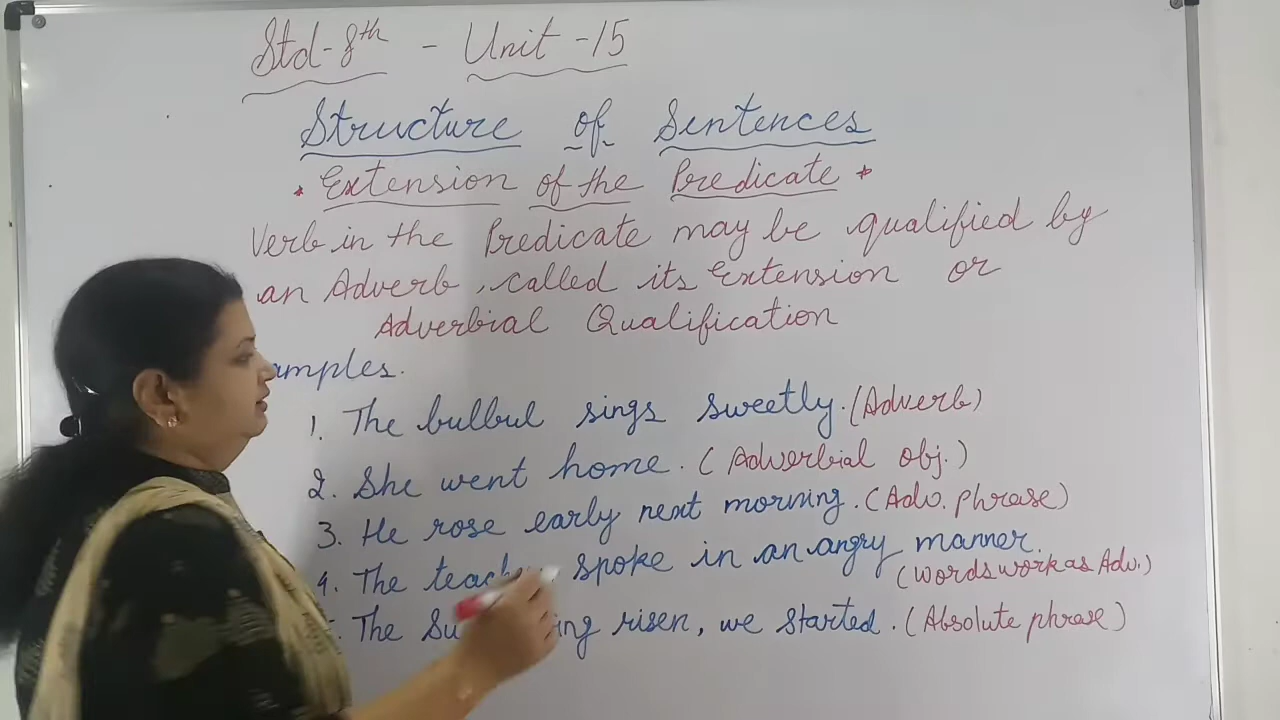 Std-8th - Unit-15
Structure of Sentences
* Extension of the Predicate *
Verb in the Predicate may be qualified by
an Adverb, called its Extension or
Adverbial Qualification
amples.
1. The bulbul sings sweetly. (Adverb)
2. She went home. (Adverbial obj.)
3. He rose early next morning. (Adv. phrase)
4. The teach spoke in an angry manner.
(words work as Adv.)
The Su ing risen, we started. (Absolute phrase)